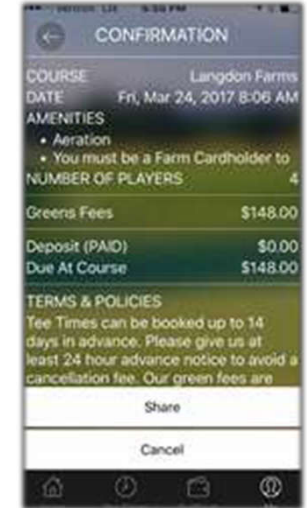 CONFIRMATION
COURSE Langdon Farms
DATE Fri, Mar 24, 2017 8:06 AM
AMENITIES
• Aeration
• You must be a Farm Cardholder to
NUMBER OF PLAYERS 4
Greens Fees $148.00
Deposit (PAID) $0.00
Due At Course $148.00
TERMS & POLICIES
Tee Times can be booked up to 14
days in advance. Please give us at
least 24 hour advance notice to avoid a
cancellation fee. Our green fees are
Share
Cancel